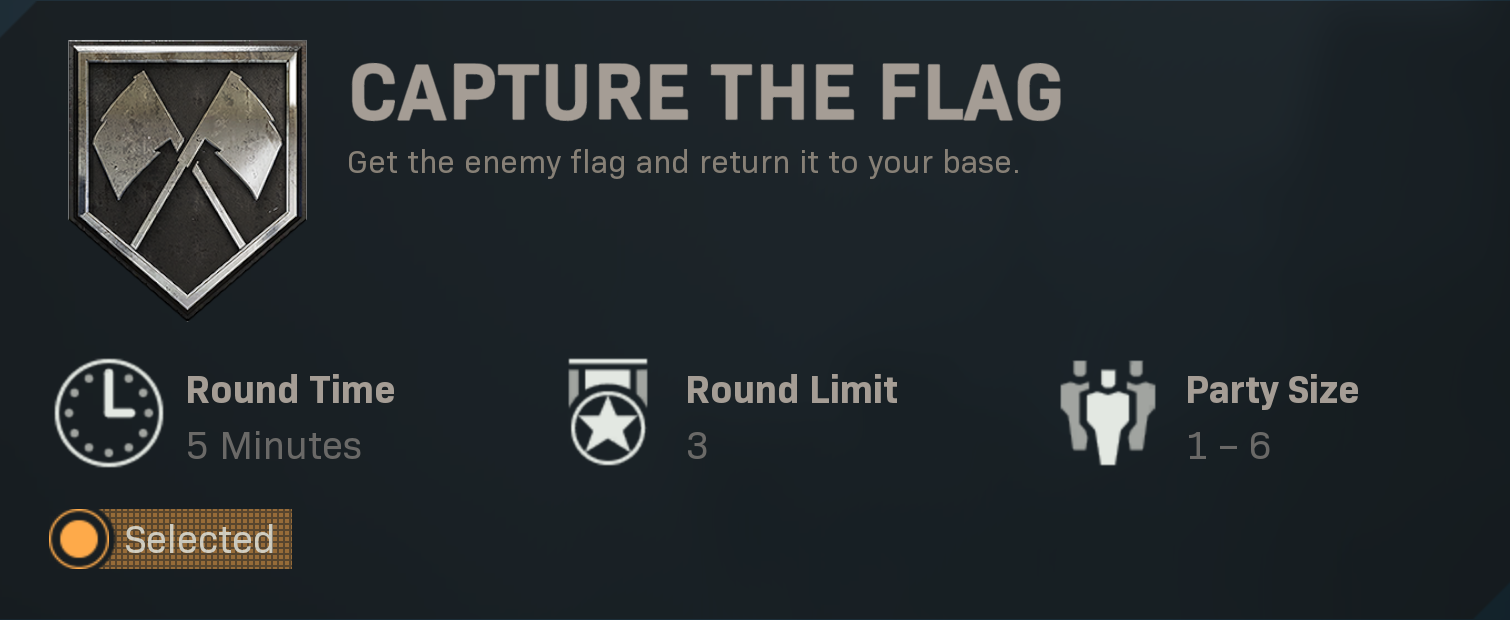 CAPTURE THE FLAG
Get the enemy flag and return it to your base.
Round Time
5 Minutes
Round Limit
3
Party Size
1 – 6
Selected